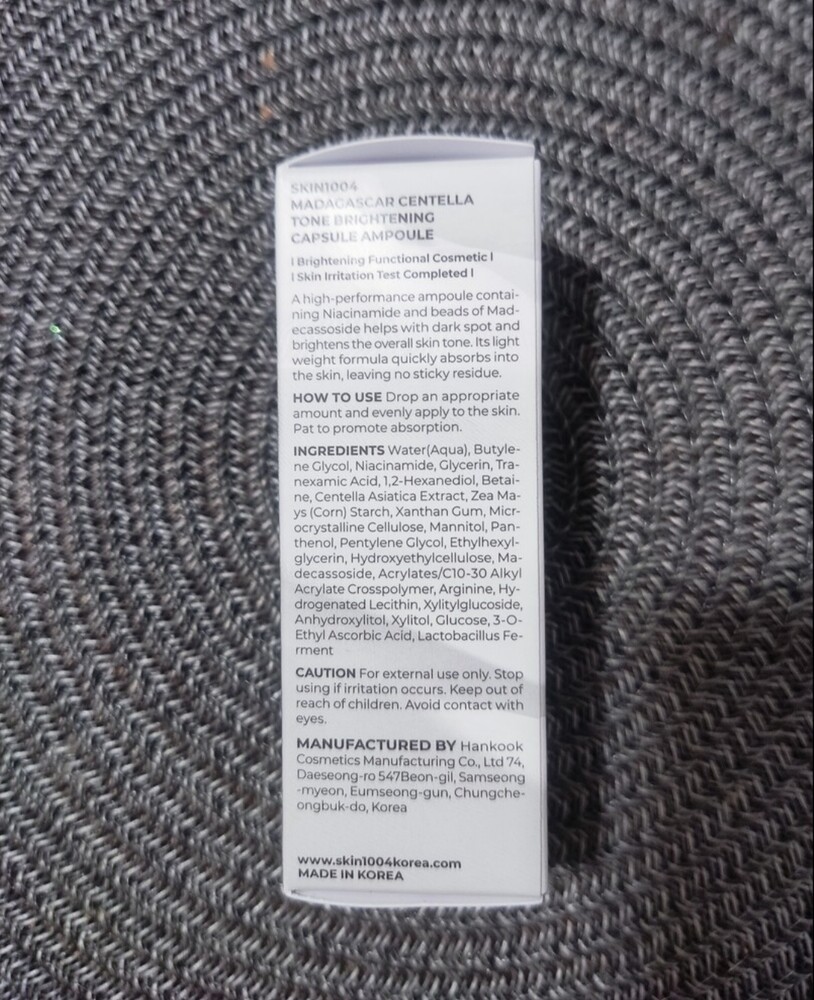 SKIN1004
MADAGASCAR CENTELLA
TONE BRIGHTENING
CAPSULE AMPOULE
I Brightening Functional Cosmetic I
I Skin Irritation Test Completed I
A high-performance ampoule contai-
ning Niacinamide and beads of Mad-
ecassoside helps with dark spot and
brightens the overall skin tone. Its light
weight formula quickly absorbs into
the skin, leaving no sticky residue.
HOW TO USE Drop an appropriate
amount and evenly apply to the skin.
Pat to promote absorption.
INGREDIENTS Water(Aqua), Butyle-
ne Glycol, Niacinamide, Glycerin, Tra-
nexamic Acid, 1,2-Hexanediol, Betai-
ne, Centella Asiatica Extract, Zea Ma-
ys (Corn) Starch, Xanthan Gum, Micr-
ocrystalline Cellulose, Mannitol, Pan-
thenol, Pentylene Glycol, Ethylhexyl-
glycerin, Hydroxyethylcellulose, Ma-
decassoside, Acrylates/C10-30 Alkyl
Acrylate Crosspolymer, Arginine, Hy-
drogenated Lecithin, Xylitylglucoside,
Anhydroxylitol, Xylitol, Glucose, 3-O-
Ethyl Ascorbic Acid, Lactobacillus Fe-
rment
CAUTION For external use only. Stop
using if irritation occurs. Keep out of
reach of children. Avoid contact with
eyes.
MANUFACTURED BY Hankook
Cosmetics Manufacturing Co., Ltd 74,
Daeseong-ro 547Beon-gil, Samseong
-myeon, Eumseong-gun, Chungche-
ongbuk-do, Korea
www.skin1004korea.com
MADE IN KOREA